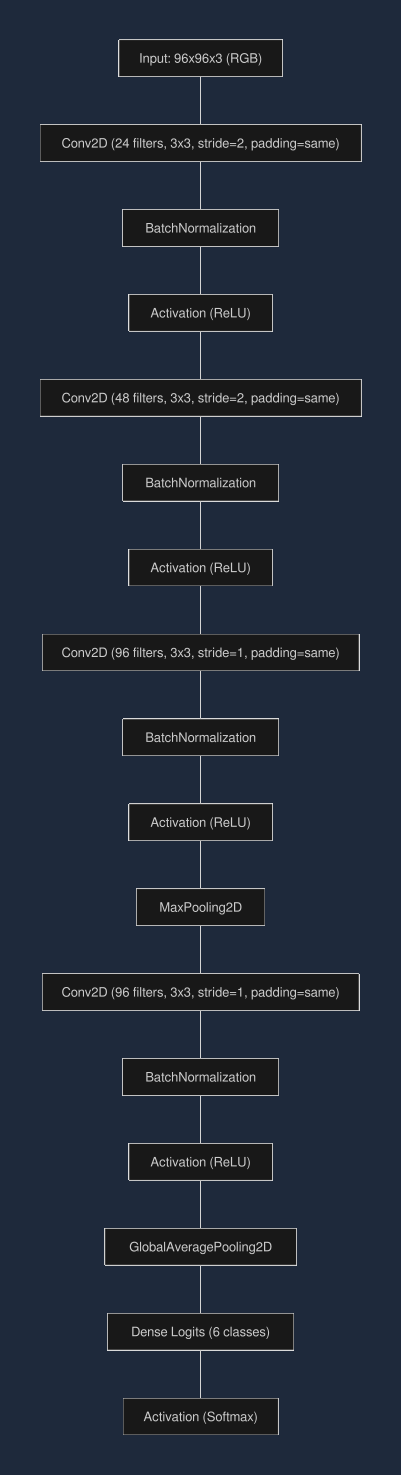 Input: 96x96x3 (RGB)
Conv2D (24 filters, 3x3, stride=2, padding=same)
BatchNormalization
Activation (ReLU)
Conv2D (48 filters, 3x3, stride=2, padding=same)
BatchNormalization
Activation (ReLU)
Conv2D (96 filters, 3x3, stride=1, padding=same)
BatchNormalization
Activation (ReLU)
MaxPooling2D
Conv2D (96 filters, 3x3, stride=1, padding=same)
BatchNormalization
Activation (ReLU)
GlobalAveragePooling2D
Dense Logits (6 classes)
Activation (Softmax)